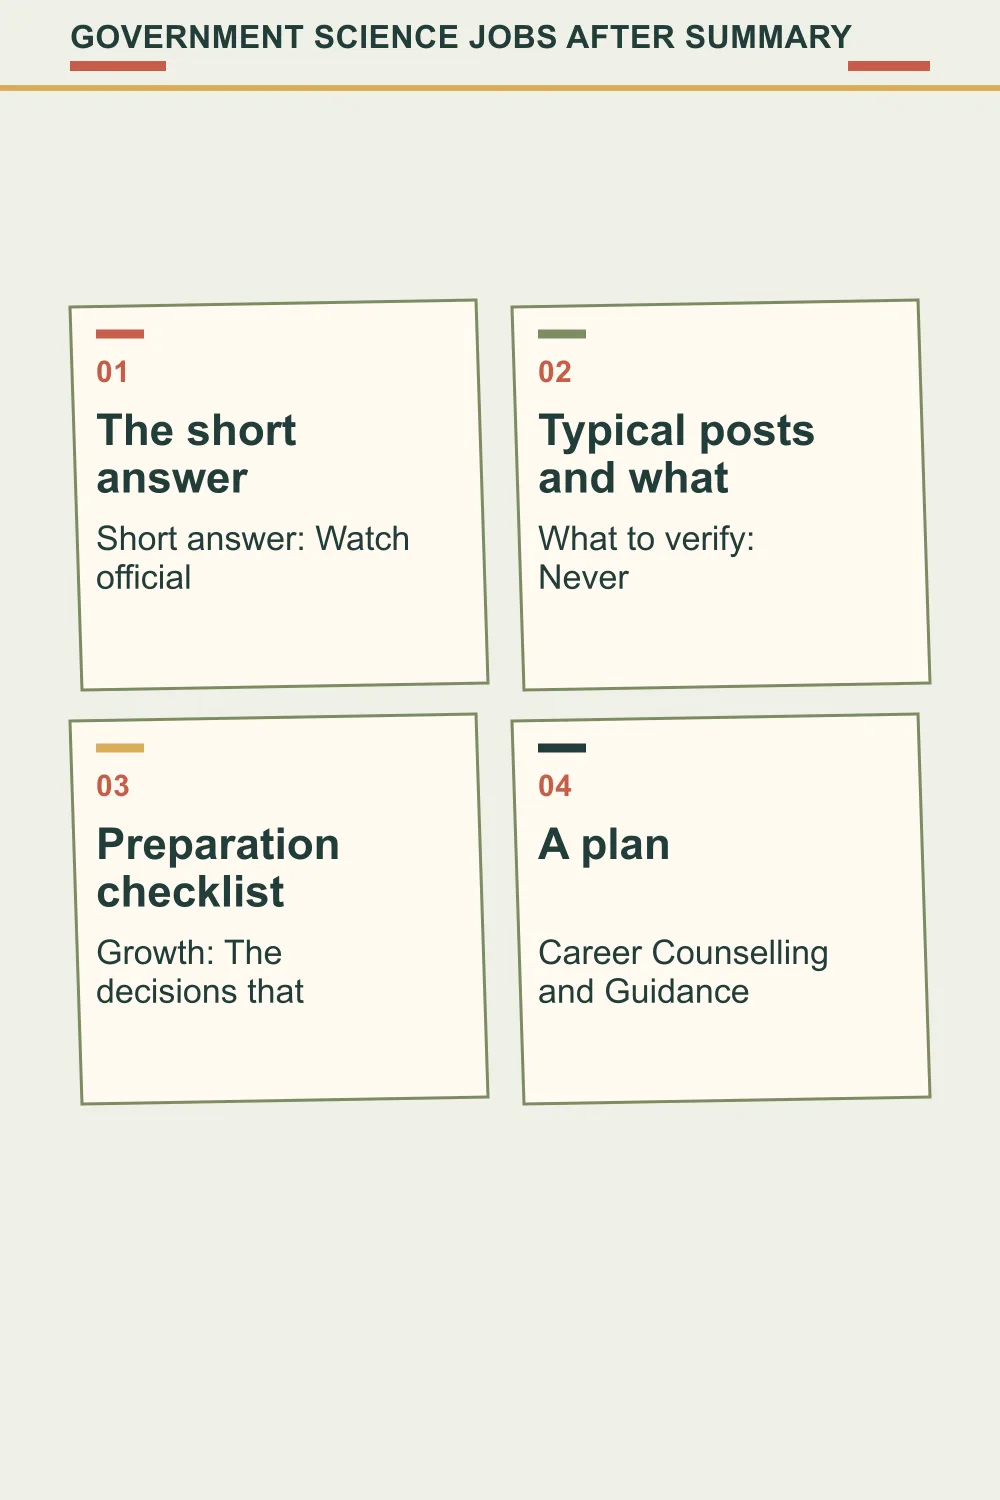 GOVERNMENT SCIENCE JOBS AFTER SUMMARY
01
The short
answer
Short answer: Watch
official
02
Typical posts
and what
What to verify:
Never
03
Preparation
checklist
Growth: The
decisions that
04
A plan
Career Counselling
and Guidance